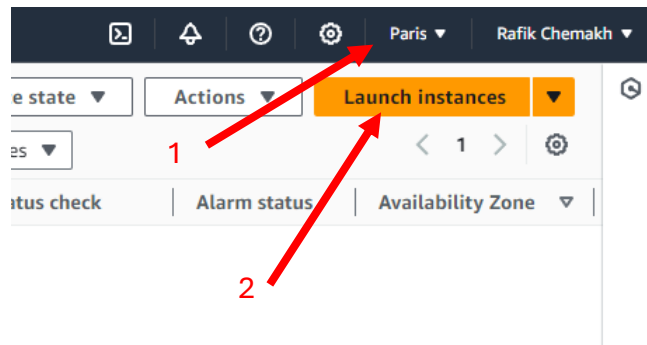 Paris ▼ Rafik Chemakh ▼
e state ▼ Actions ▼ Launch instances ▼
es ▼ 1
1
atus check Alarm status Availability Zone
2